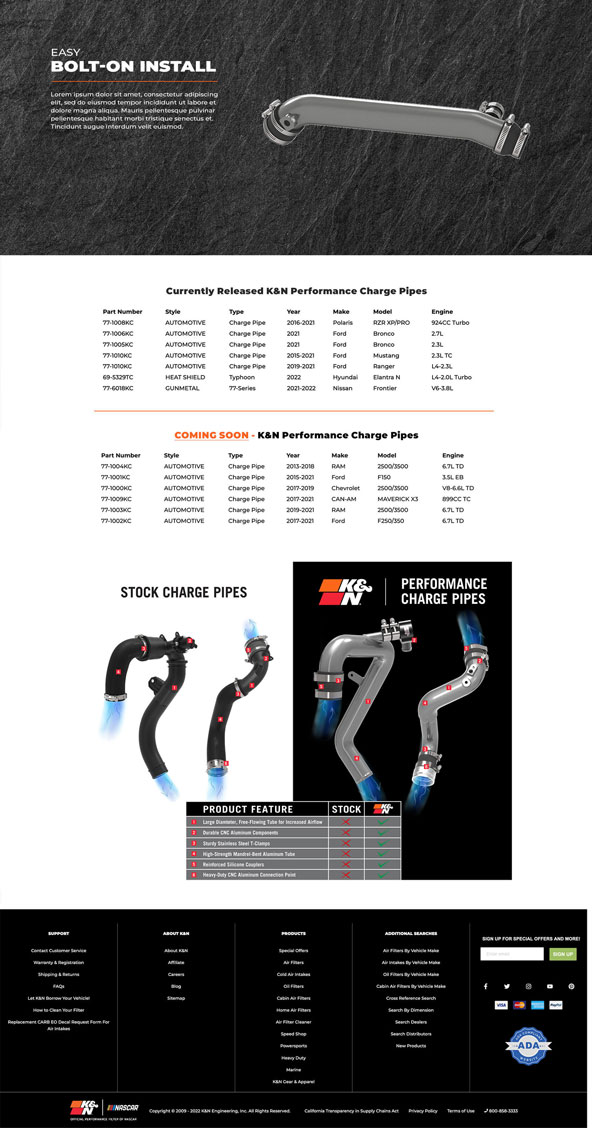 EASY
BOLT-ON INSTALL
Lorem ipsum dolor sit amet, consectetur adipiscing
elit, sed do eiusmod tempor incididunt ut labore et
dolore magna aliqua. Mauris pellentesque pulvinar
pellentesque habitant morbi tristique senectus et.
Tincidunt augue interdum velit euismod.
Currently Released K&N Performance Charge Pipes
Part Number Style Type Year Make Model Engine
77-1008KC AUTOMOTIVE Charge Pipe 2016-2021 Polaris RZR XP/PRO 924CC Turbo
77-1006KC AUTOMOTIVE Charge Pipe 2021 Ford Bronco 2.7L
77-1005KC AUTOMOTIVE Charge Pipe 2021 Ford Bronco 2.3L
77-1010KC AUTOMOTIVE Charge Pipe 2015-2021 Ford Mustang 2.3L TC
77-1010KC AUTOMOTIVE Charge Pipe 2019-2021 Ford Ranger L4-2.3L
69-5329TC HEAT SHIELD Typhoon 2022 Hyundai Elantra N L4-2.0L Turbo
77-6018KC GUNMETAL 77-Series 2021-2022 Nissan Frontier V6-3.8L
COMING SOON - K&N Performance Charge Pipes
Part Number Style Type Year Make Model Engine
77-1004KC AUTOMOTIVE Charge Pipe 2013-2018 RAM 2500/3500 6.7L TD
77-1001KC AUTOMOTIVE Charge Pipe 2015-2021 Ford F150 3.5L EB
77-1000KC AUTOMOTIVE Charge Pipe 2017-2019 Chevrolet 2500/3500 V8-6.6L TD
77-1009KC AUTOMOTIVE Charge Pipe 2017-2021 CAN-AM MAVERICK X3 899CC TC
77-1003KC AUTOMOTIVE Charge Pipe 2019-2021 RAM 2500/3500 6.7L TD
77-1002KC AUTOMOTIVE Charge Pipe 2017-2021 Ford F250/350 6.7L TD
STOCK CHARGE PIPES
K&N
PERFORMANCE
CHARGE PIPES
PRODUCT FEATURE STOCK K&N
1 Large Diameter, Free-Flowing Tube for Increased Airflow
2 Durable CNC Aluminum Components
3 Sturdy Stainless Steel T-Clamps
4 High-Strength Mandrel-Bent Aluminum Tube
5 Reinforced Silicone Couplers
6 Heavy-Duty CNC Aluminum Connection Point
SUPPORT
Contact Customer Service
Warranty & Registration
Shipping & Returns
FAQs
Let K&N Borrow Your Vehicle!
How to Clean Your Filter
Replacement CARB EO Decal Request Form For
Air Intakes
ABOUT K&N
About K&N
Affiliate
Careers
Blog
Sitemap
PRODUCTS
Special Offers
Air Filters
Cold Air Intakes
Oil Filters
Cabin Air Filters
Home Air Filters
Air Filter Cleaner
Speed Shop
Powersports
Heavy Duty
Marine
K&N Gear & Apparel
ADDITIONAL SEARCHES
Air Filters By Vehicle Make
Air Intakes By Vehicle Make
Oil Filters By Vehicle Make
Cabin Air Filters By Vehicle Make
Cross Reference Search
Search By Dimension
Search Dealers
Search Distributors
New Products
SIGN UP FOR SPECIAL OFFERS AND MORE!
SIGN UP
VISA PayPal
ADA
WEBSITE
K&N NASCAR
OFFICIAL PERFORMANCE FILTER OF NASCAR
Copyright © 2009 - 2022 K&N Engineering, Inc. All Rights Reserved.
California Transparency in Supply Chains Act
Privacy Policy
Terms of Use
800-858-3333